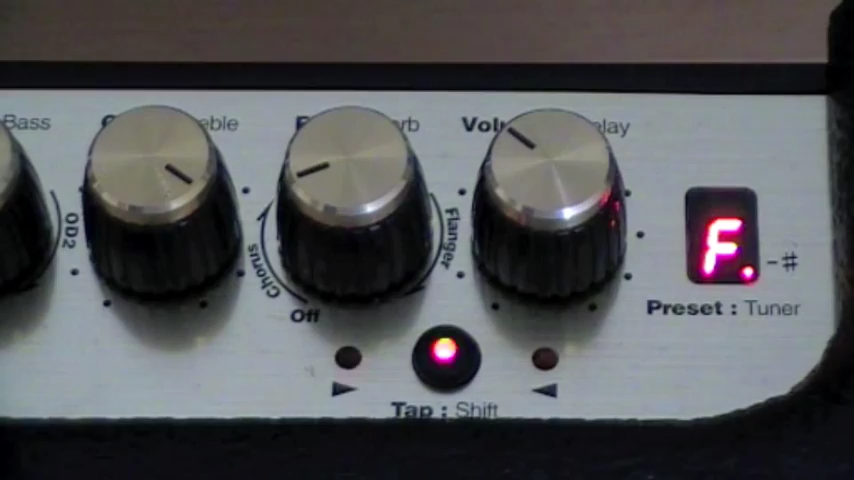 Bass
Volu
OD2
Chorus
Flanger
Off
F.
-#
Preset : Tuner
Tap : Shift